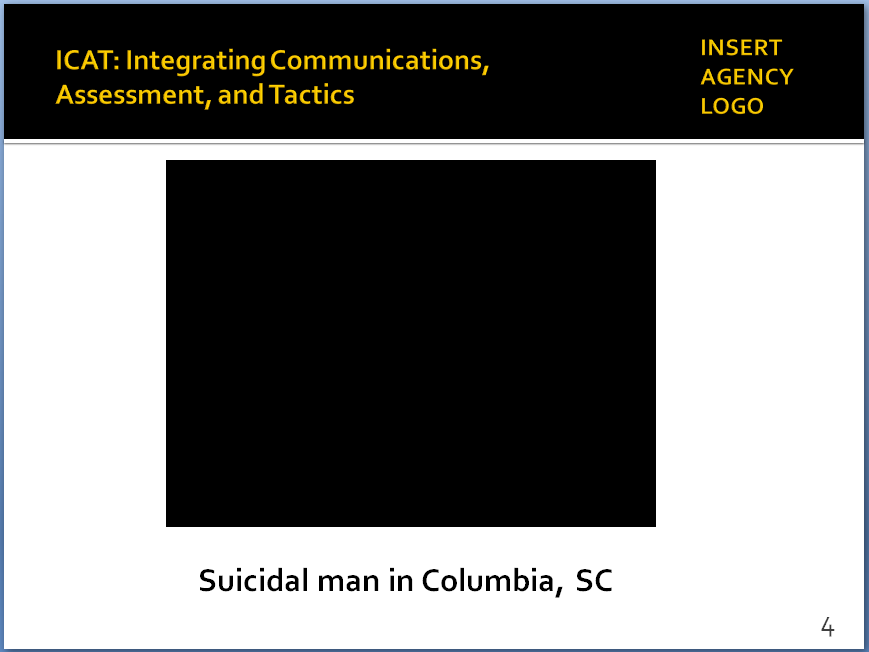 ICAT: Integrating Communications,
Assessment, and Tactics
INSERT
AGENCY
LOGO
Suicidal man in Columbia, SC
4